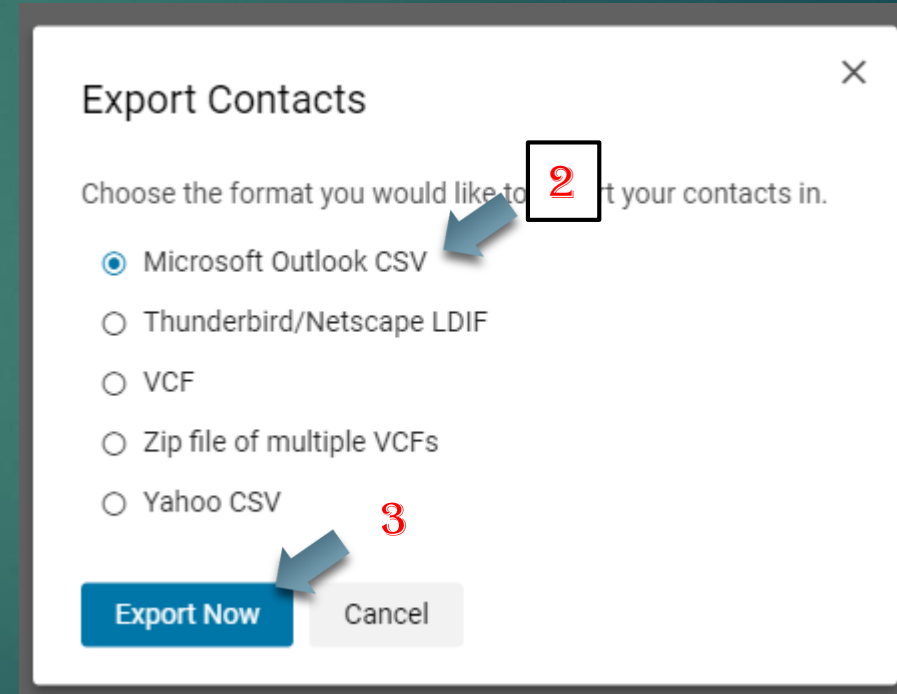 Export Contacts
2
Choose the format you would like to t your contacts in.
Microsoft Outlook CSV
Thunderbird/Netscape LDIF
VCF
Zip file of multiple VCFs
Yahoo CSV
3
Export Now
Cancel